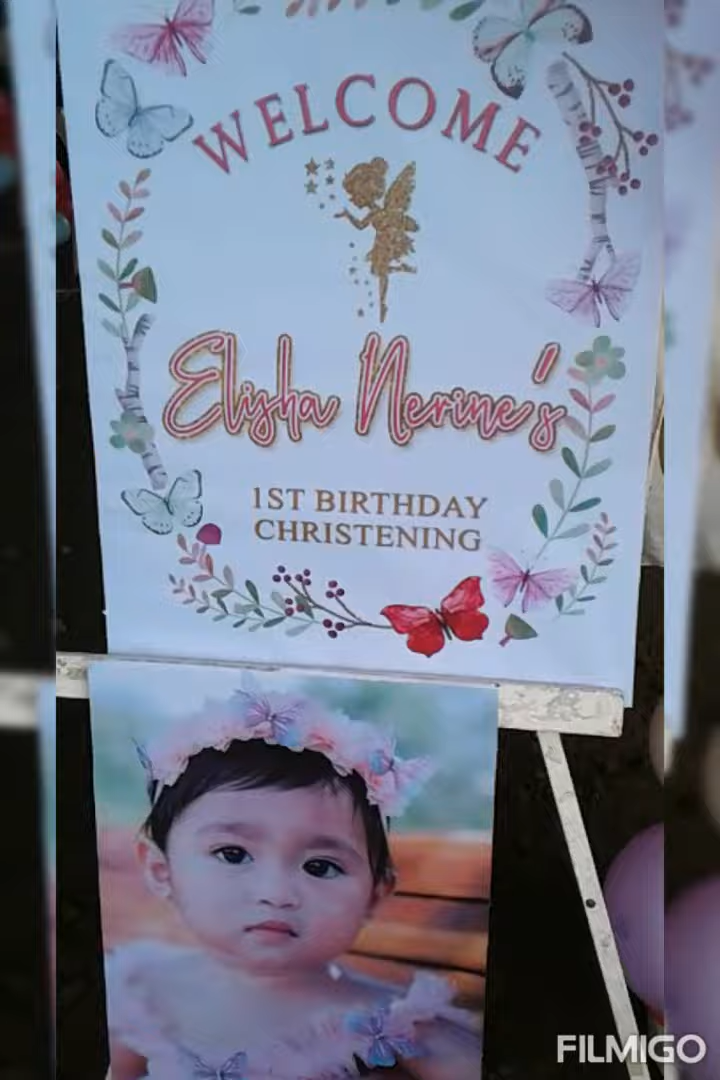 WELCOME
Elisha Nerine's
1ST BIRTHDAY
CHRISTENING
FILMIGO